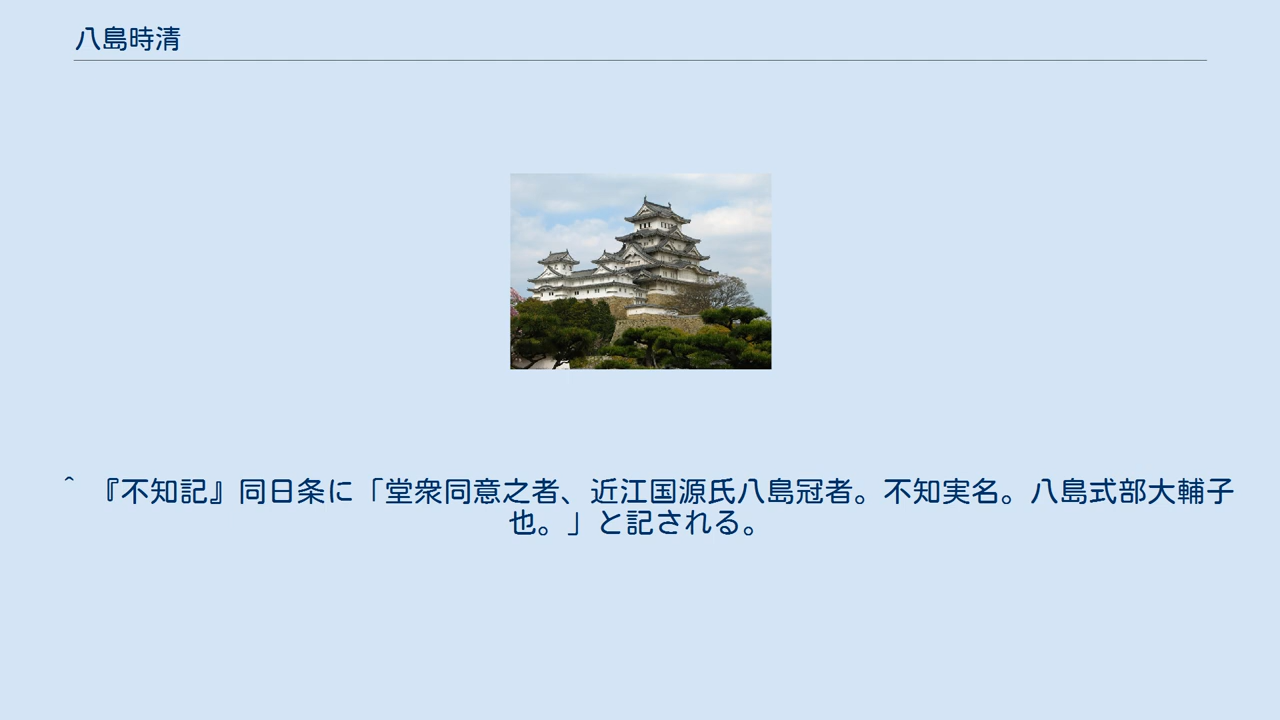 八島時清
^ 『不知記』同日条に「堂衆同意之者、近江国源氏八島冠者。不知実名。八島式部大輔子
也。」と記される。